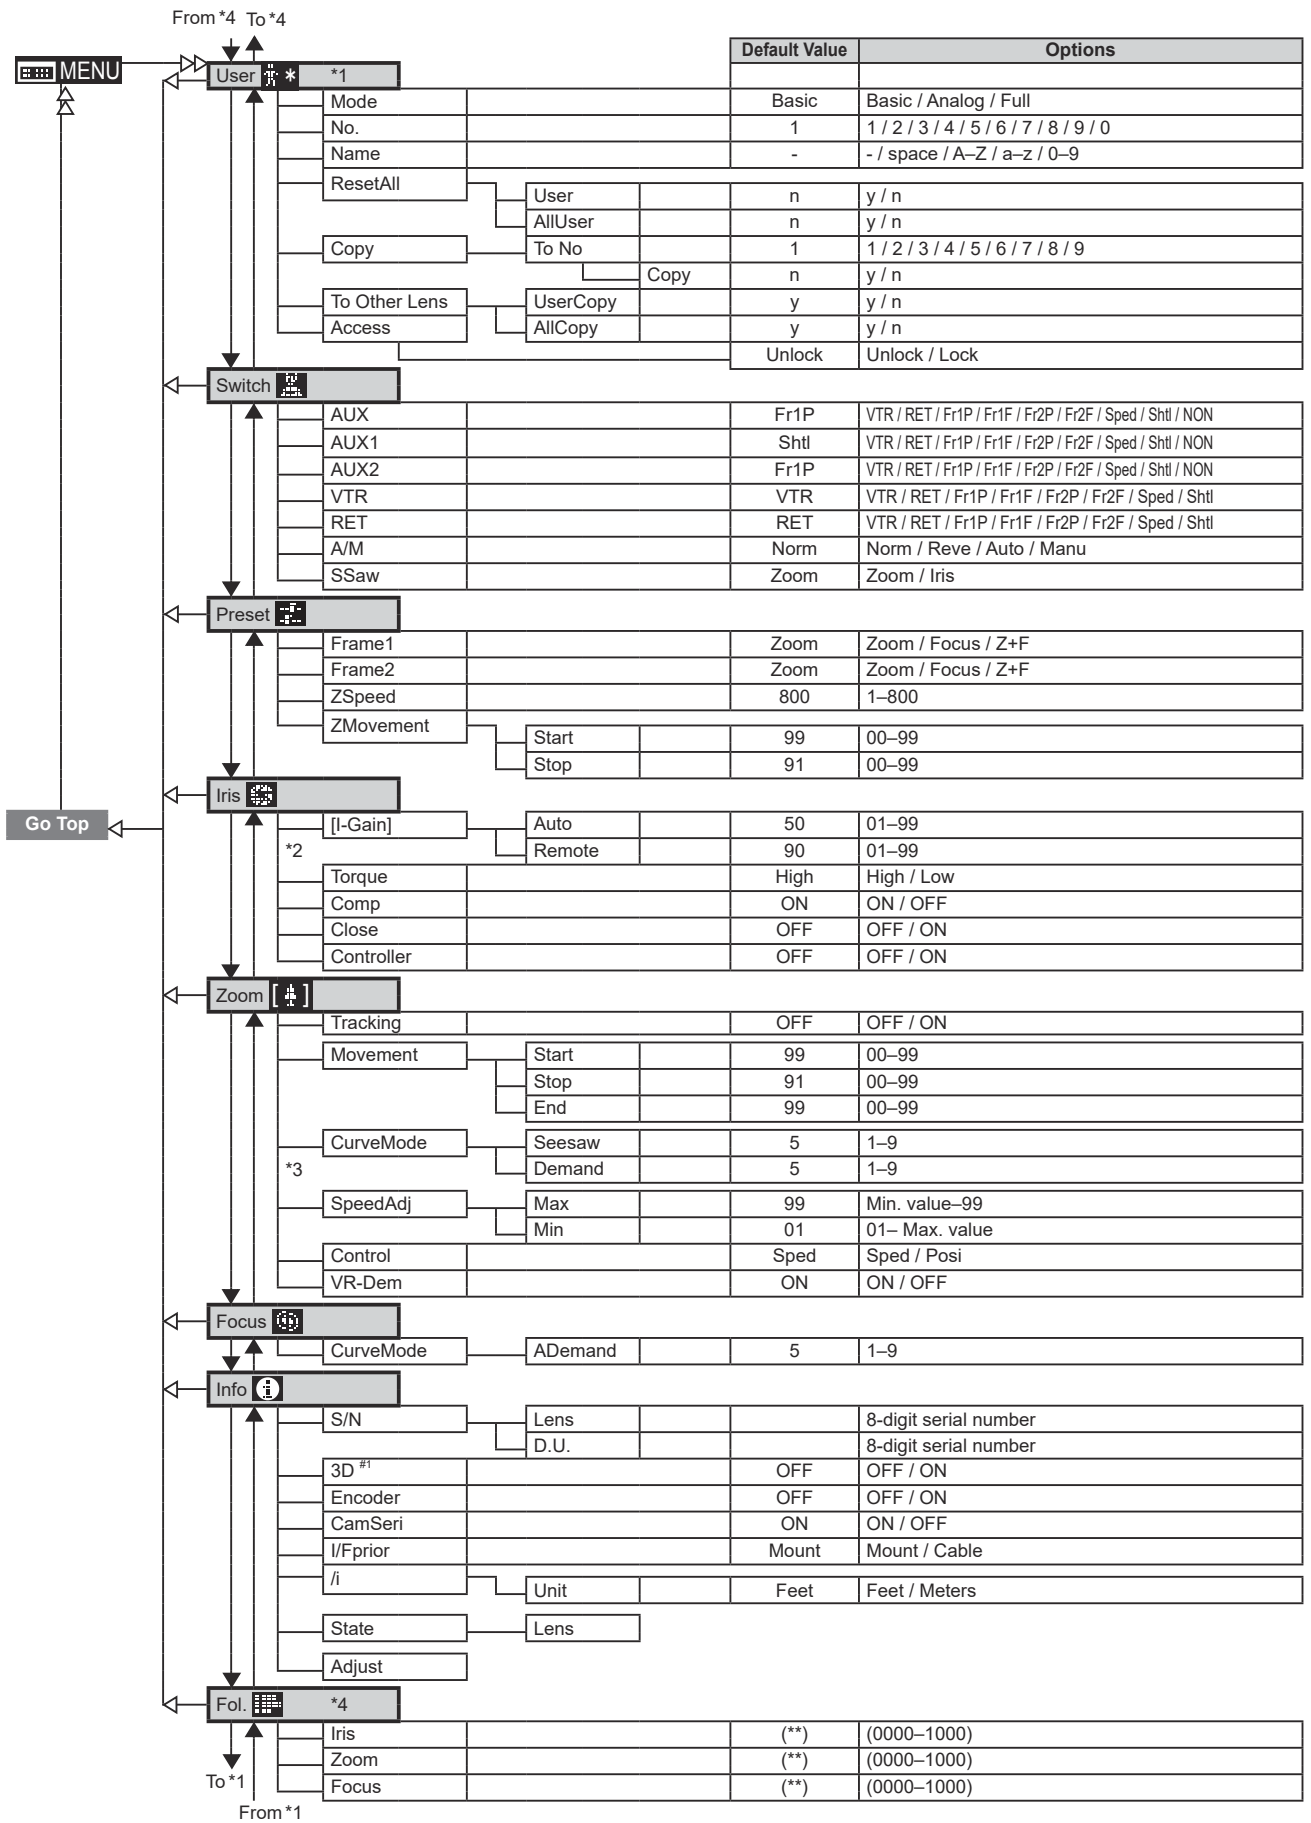 From *4 To *4
Default Value Options
MENU
User *1
Mode Basic Basic / Analog / Full
No. 1 1 / 2 / 3 / 4 / 5 / 6 / 7 / 8 / 9 / 0
Name - - / space / A–Z / a–z / 0–9
ResetAll
User n y / n
AllUser n y / n
Copy To No 1 1 / 2 / 3 / 4 / 5 / 6 / 7 / 8 / 9
Copy n y / n
To Other Lens UserCopy y y / n
Access AllCopy y y / n
Unlock Unlock / Lock
Switch
AUX Fr1P VTR / RET / Fr1P / Fr1F / Fr2P / Fr2F / Sped / Shtl / NON
AUX1 Shtl VTR / RET / Fr1P / Fr1F / Fr2P / Fr2F / Sped / Shtl / NON
AUX2 Fr1P VTR / RET / Fr1P / Fr1F / Fr2P / Fr2F / Sped / Shtl / NON
VTR VTR VTR / RET / Fr1P / Fr1F / Fr2P / Fr2F / Sped / Shtl
RET RET VTR / RET / Fr1P / Fr1F / Fr2P / Fr2F / Sped / Shtl
A/M Norm Norm / Reve / Auto / Manu
SSaw Zoom Zoom / Iris
Preset
Frame1 Zoom Zoom / Focus / Z+F
Frame2 Zoom Zoom / Focus / Z+F
ZSpeed 800 1–800
ZMovement
Start 99 00–99
Stop 91 00–99
Iris
Go Top
[I-Gain] Auto 50 01–99
*2 Remote 90 01–99
Torque High High / Low
Comp ON ON / OFF
Close OFF OFF / ON
Controller OFF OFF / ON
Zoom
Tracking OFF OFF / ON
Movement Start 99 00–99
Stop 91 00–99
End 99 00–99
CurveMode Seesaw 5 1–9
*3 Demand 5 1–9
SpeedAdj Max 99 Min. value–99
Min 01 01– Max. value
Control Sped Sped / Posi
VR-Dem ON ON / OFF
Focus
CurveMode ADemand 5 1–9
Info
S/N Lens 8-digit serial number
D.U. 8-digit serial number
3D #1 OFF OFF / ON
Encoder OFF OFF / ON
CamSeri ON ON / OFF
I/Fprior Mount Mount / Cable
/i
Unit Feet Feet / Meters
State Lens
Adjust
Fol. *4
Iris (**) (0000–1000)
Zoom (**) (0000–1000)
Focus (**) (0000–1000)
To *1
From *1